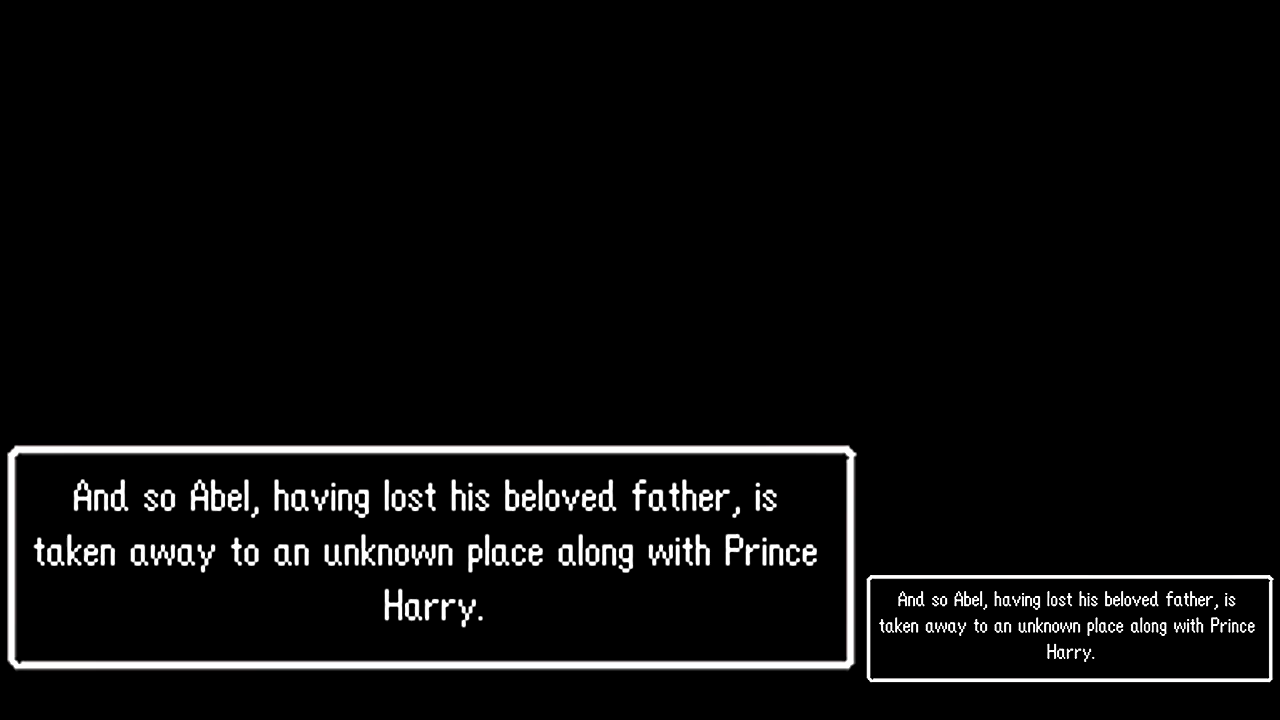 And so Abel, having lost his beloved father, is
taken away to an unknown place along with Prince
Harry.
And so Abel, having lost his beloved father, is
taken away to an unknown place along with Prince
Harry.